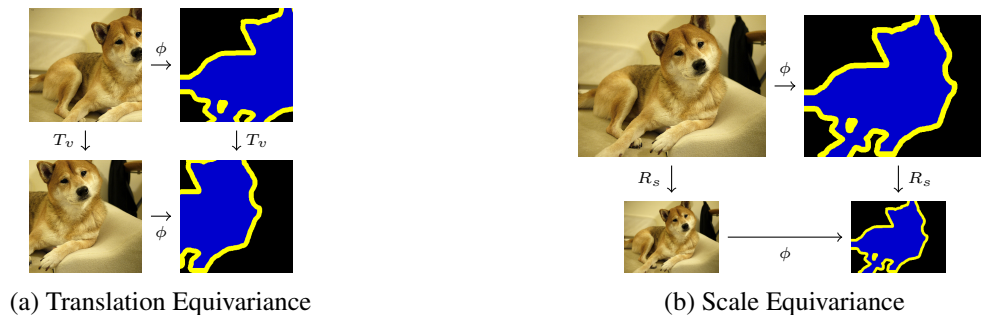 ϕ
T_v
T_v
ϕ
(a) Translation Equivariance
ϕ
R_s
R_s
ϕ
(b) Scale Equivariance